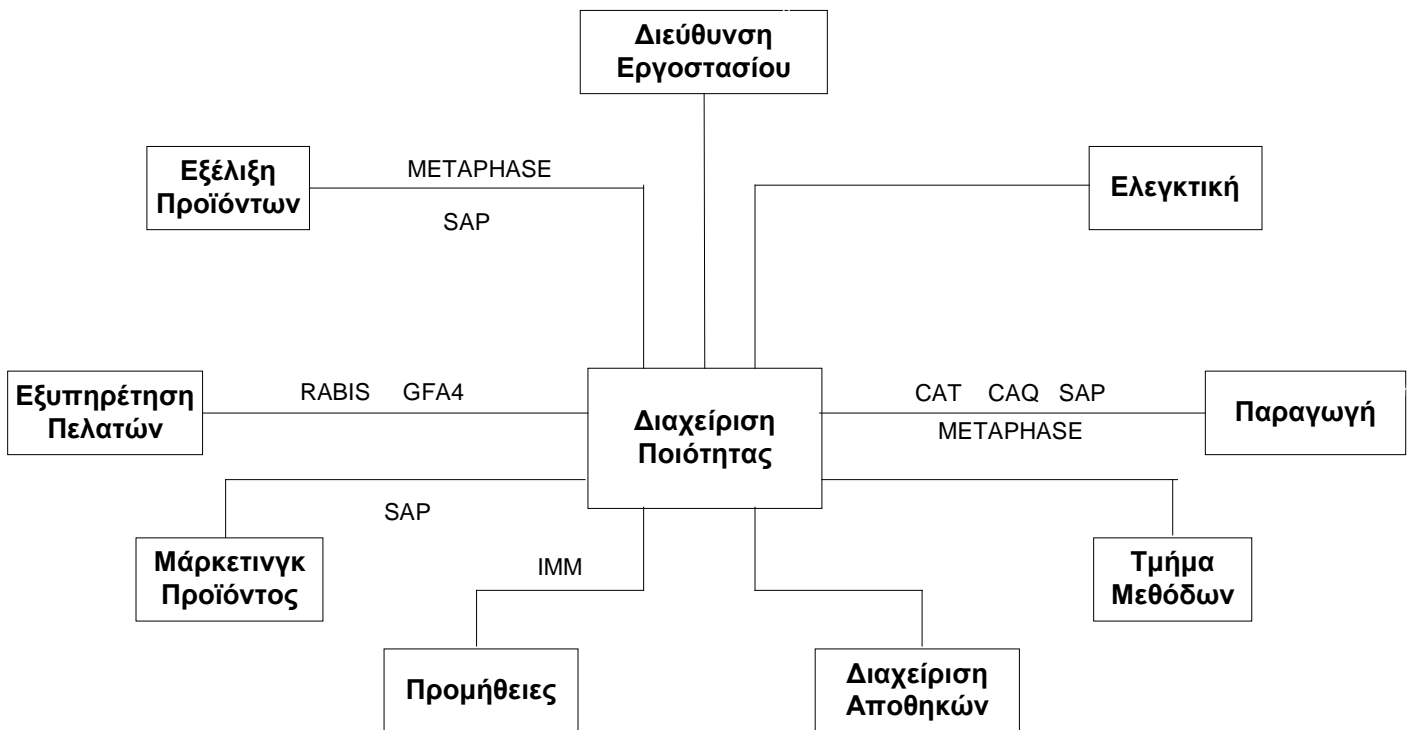 Διεύθυνση
Εργοστασίου
Εξέλιξη
Προϊόντων
METAPHASE
SAP
Ελεγκτική
Εξυπηρέτηση
Πελατών
RABIS GFA4
Διαχείριση
Ποιότητας
CAT CAQ SAP
METAPHASE
Παραγωγή
SAP
Μάρκετινγκ
Προϊόντος
IMM
Τμήμα
Μεθόδων
Προμήθειες
Διαχείριση
Αποθηκών